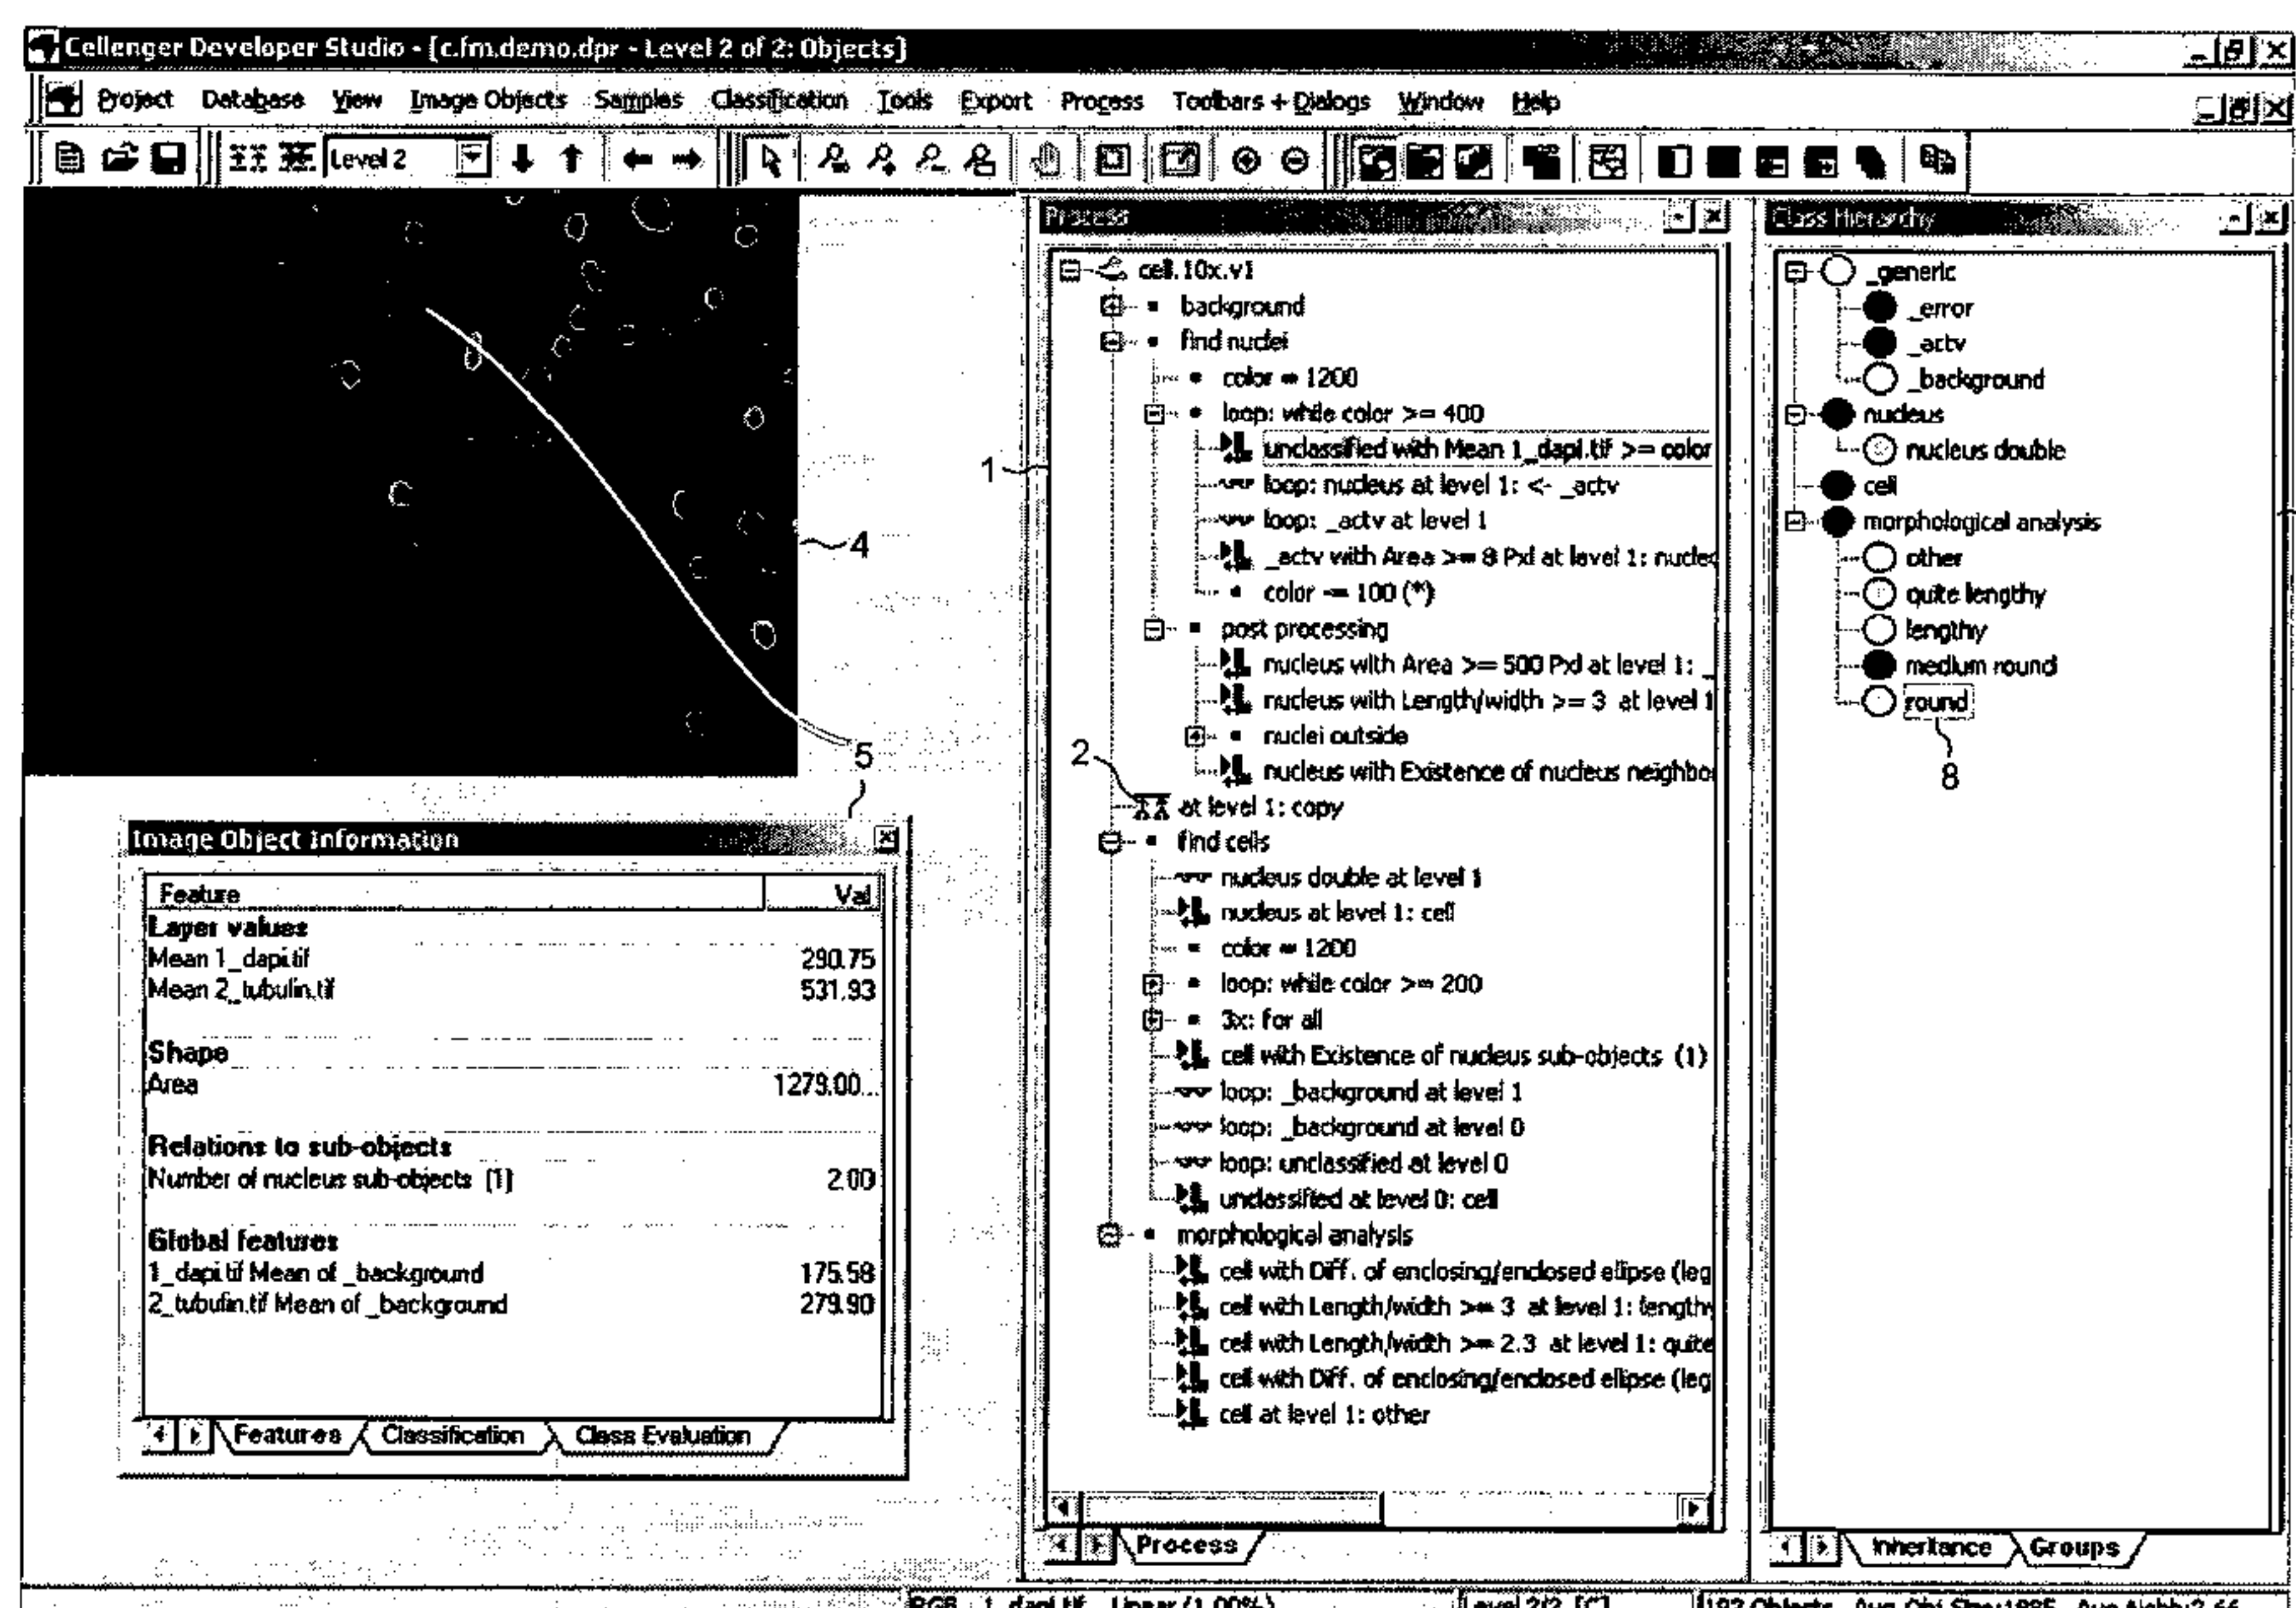 Cellenger Developer Studio - [c.fm.demo.dpr - Level 2 of 2: Objects]
Project Database View Image Objects Samples Classification Tools Export Process Toolbars + Dialogs Window Help
Level 2
4
5
Image Object Information
Feature Val
Layer values
Mean 1_dapi.tif 290.75
Mean 2_tubulin.tif 531.93
Shape
Area 1279.00...
Relations to sub-objects
Number of nucleus sub-objects (1) 2.00
Global features
1_dapi.tif Mean of _background 175.58
2_tubulin.tif Mean of _background 279.90
Features Classification Class Evaluation
Process
1
2
cell.10x.v1
background
find nuclei
color = 1200
loop: while color >= 400
unclassified with Mean 1_dapi.tif >= color
loop: nucleus at level 1: <- _actv
loop: _actv at level 1
_actv with Area >= 8 Pxl at level 1: nucle
color -= 100 (*)
post processing
nucleus with Area >= 500 Pxl at level 1: _
nucleus with Length/width >= 3 at level 1
nuclei outside
nucleus with Existence of nucleus neighbo
at level 1: copy
find cells
nucleus double at level 1
nucleus at level 1: cell
color = 1200
loop: while color >= 200
3x: for all
cell with Existence of nucleus sub-objects (1)
loop: _background at level 1
loop: _background at level 0
loop: unclassified at level 0
unclassified at level 0: cell
morphological analysis
cell with Diff. of enclosing/enclosed ellipse (leg
cell with Length/width >= 3 at level 1: lengthy
cell with Length/width >= 2.3 at level 1: quite
cell with Diff. of enclosing/enclosed ellipse (leg
cell at level 1: other
Process
Class Hierarchy
_generic
_error
_actv
_background
nucleus
nucleus double
cell
morphological analysis
other
quite lengthy
lengthy
medium round
round
8
Inheritance Groups
RGB 1_dapi.tif Linear (1.00%) Level 2/2 [C] 192 Objects